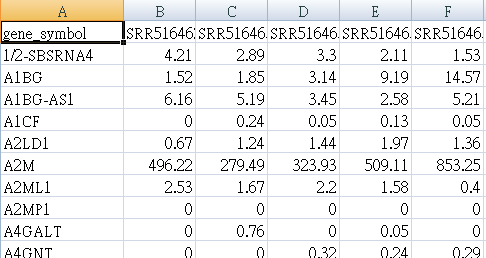 A B C D E F
gene_symbol SRR51646 SRR51646 SRR51646 SRR51646 SRR51646
1/2-SBSRNA4 4.21 2.89 3.3 2.11 1.53
A1BG 1.52 1.85 3.14 9.19 14.57
A1BG-AS1 6.16 5.19 3.45 2.58 5.21
A1CF 0 0.24 0.05 0.13 0.05
A2LD1 0.67 1.24 1.44 1.97 1.36
A2M 496.22 279.49 323.93 509.11 853.25
A2ML1 2.53 1.67 2.2 1.58 0.4
A2MP1 0 0 0 0 0
A4GALT 0 0.76 0 0.05 0
A4GNT 0 0 0.32 0.24 0.29